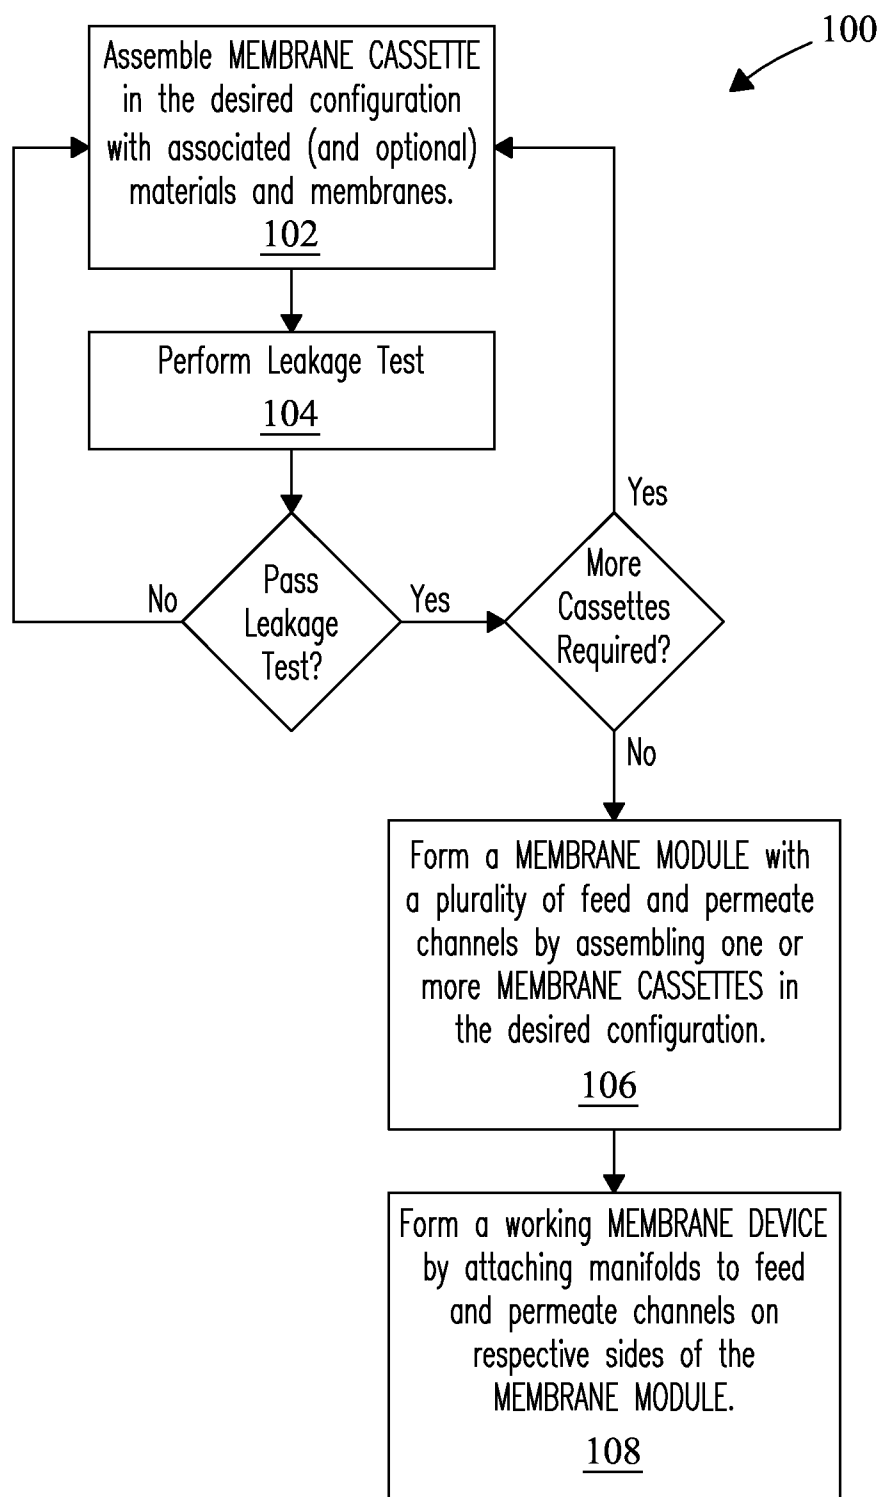 100
Assemble MEMBRANE CASSETTE
in the desired configuration
with associated (and optional)
materials and membranes.
102
Perform Leakage Test
104
Pass
Leakage
Test?
No
Yes
More
Cassettes
Required?
Yes
No
Form a MEMBRANE MODULE with
a plurality of feed and permeate
channels by assembling one or
more MEMBRANE CASSETTES in
the desired configuration.
106
Form a working MEMBRANE DEVICE
by attaching manifolds to feed
and permeate channels on
respective sides of the
MEMBRANE MODULE.
108